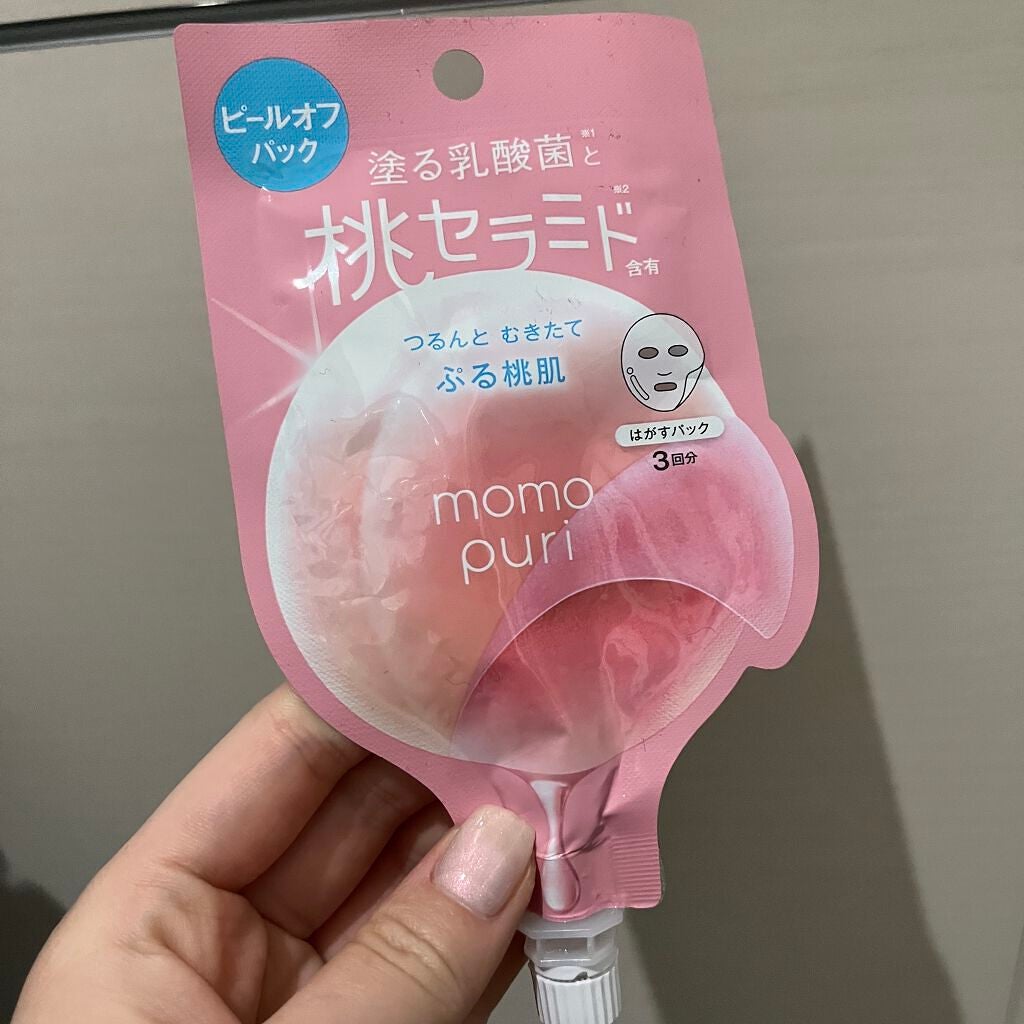 ピールオフ
パック
塗る乳酸菌※1と
桃セラミド※2含有
つるんと むきたて
ぷる桃肌
はがすパック
3回分
momo
puri